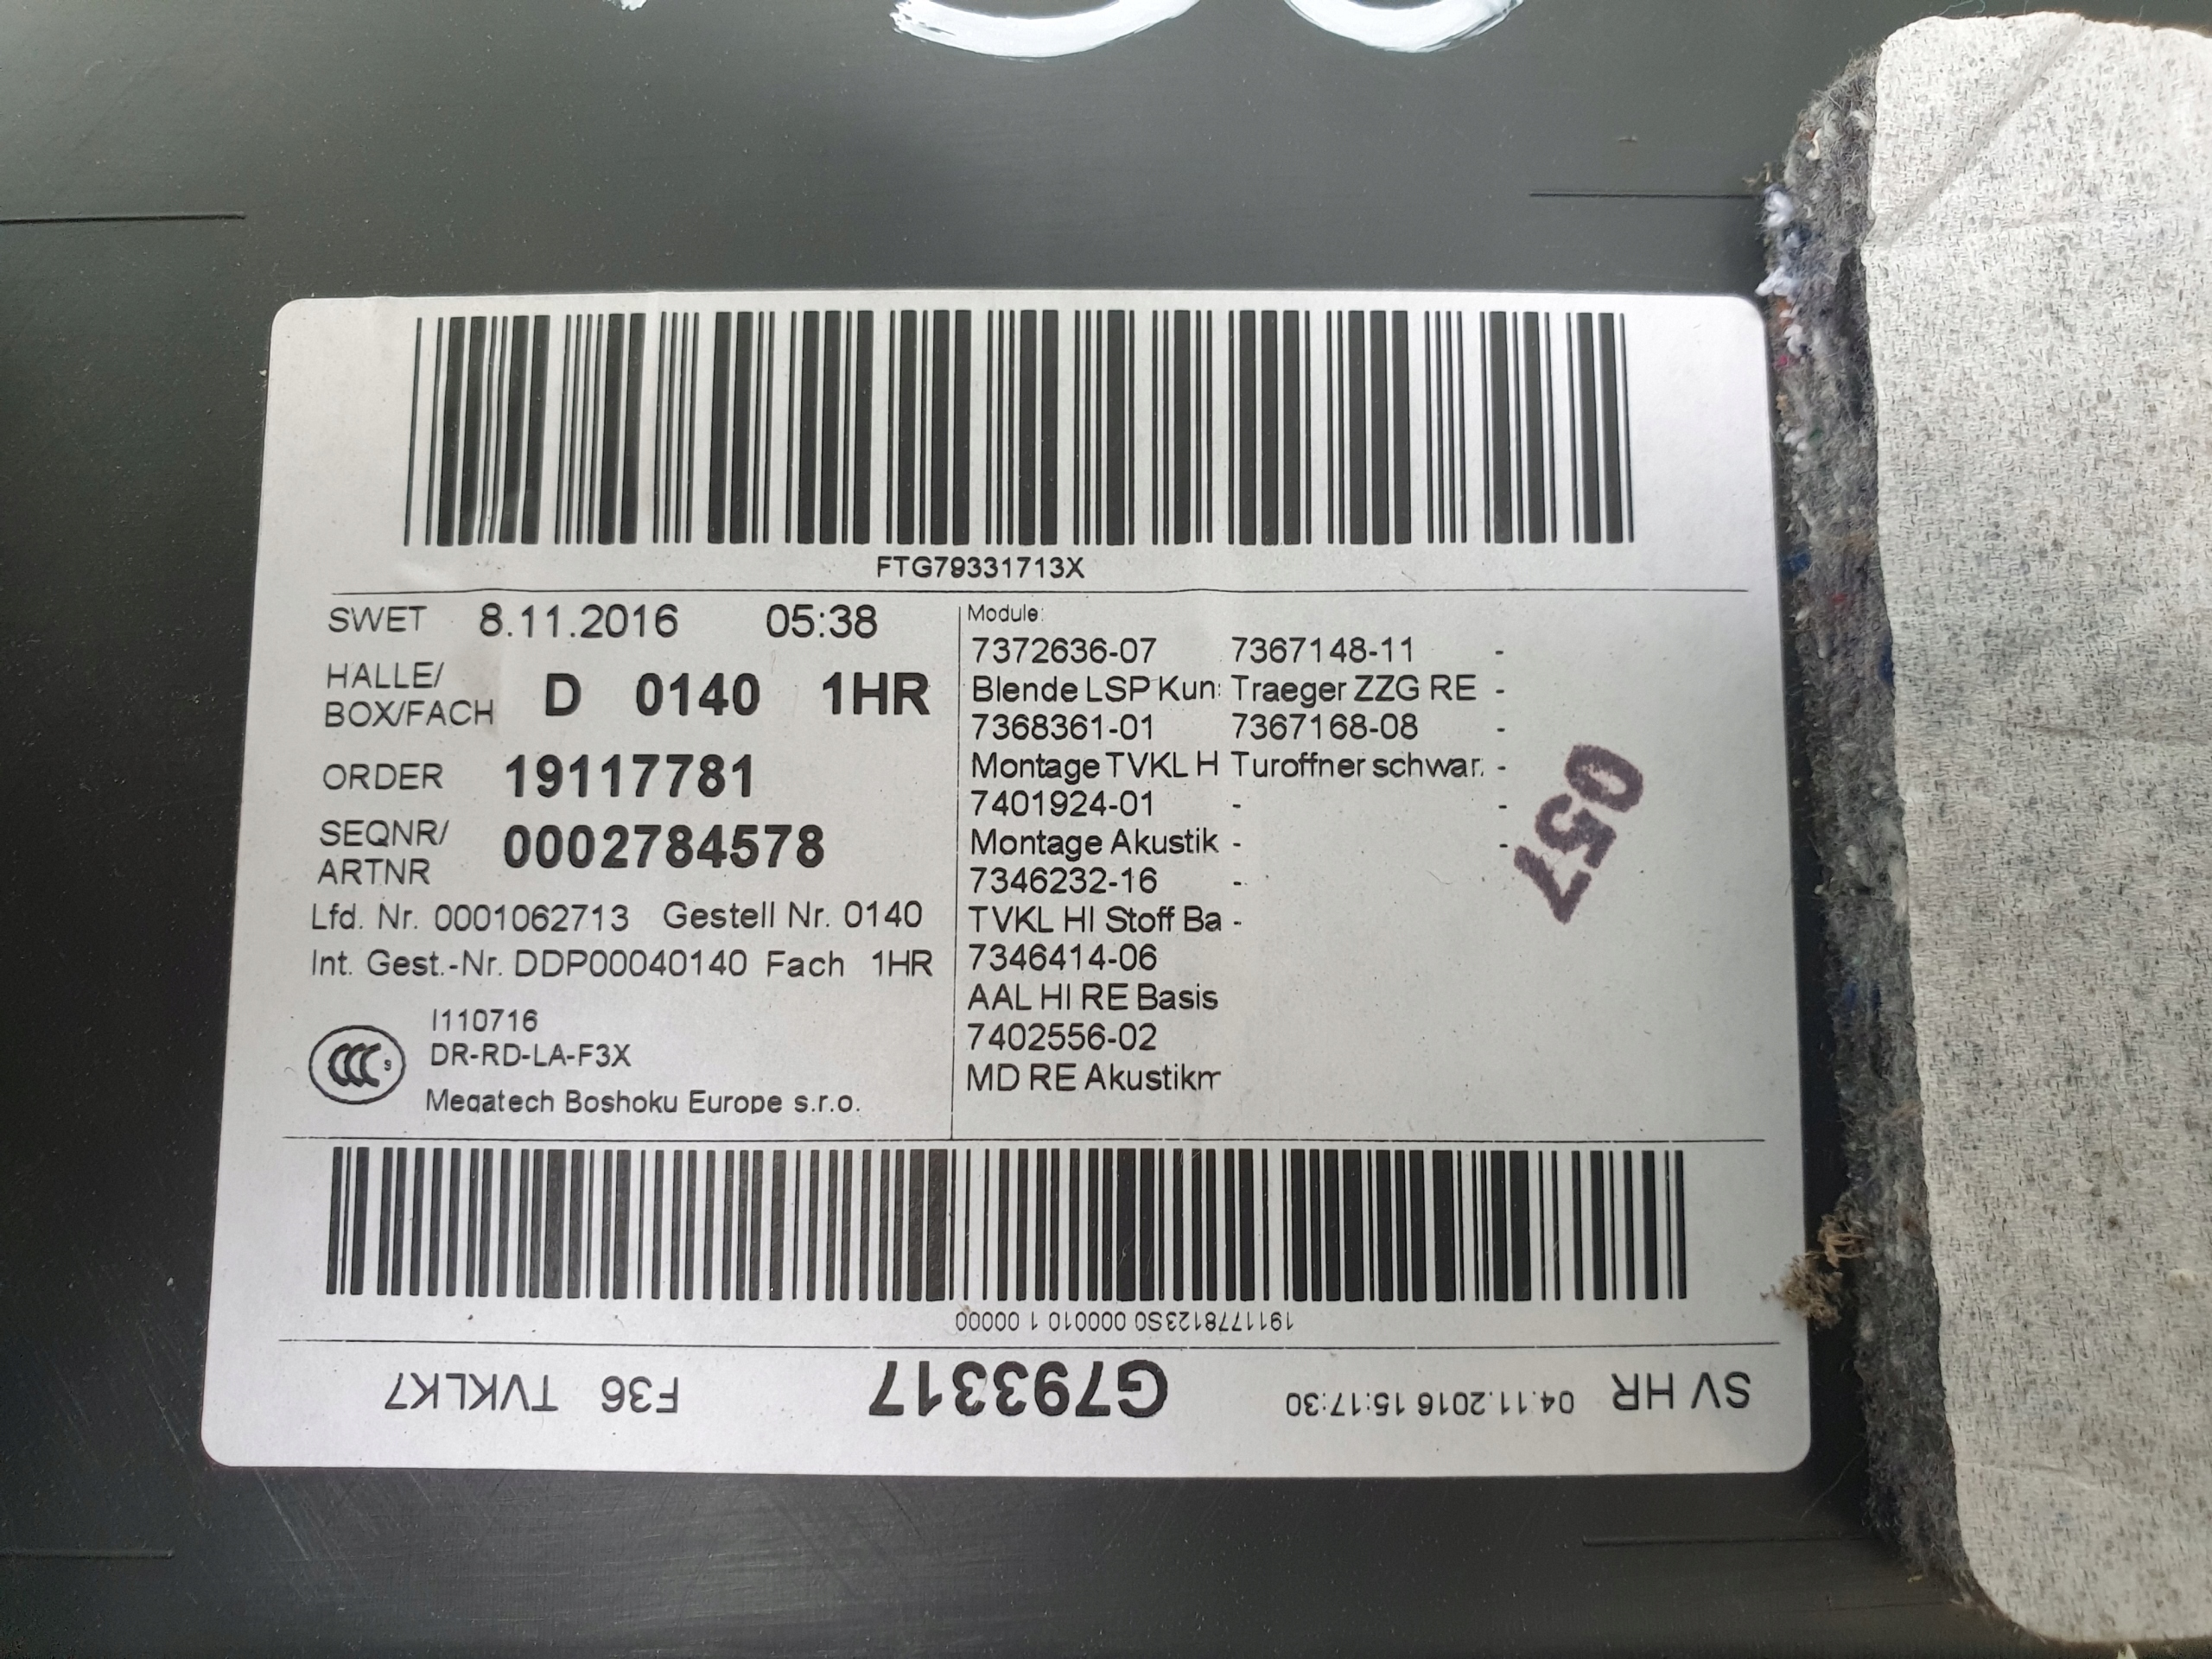 FTG79331713X
SWET 8.11.2016 05:38
HALLE/
BOX/FACH D 0140 1HR
ORDER 19117781
SEQNR/
ARTNR 0002784578
Lfd. Nr. 0001062713 Gestell Nr. 0140
Int. Gest.-Nr. DDP00040140 Fach 1HR
CCC S
I110716
DR-RD-LA-F3X
Megatech Boshoku Europe s.r.o.
Module:
7372636-07 7367148-11 -
Blende LSP Kun: Traeger ZZG RE -
7368361-01 7367168-08 -
Montage TVKL H Turoffner schwar. -
7401924-01 - -
Montage Akustik - -
7346232-16 -
TVKL HI Stoff Ba -
7346414-06
AAL HI RE Basis
7402556-02
MD RE Akustikm
057
1911778123S0 000010 1 00000
SV HR 04.11.2016 15:17:30 G793317 F36 TVKLK7